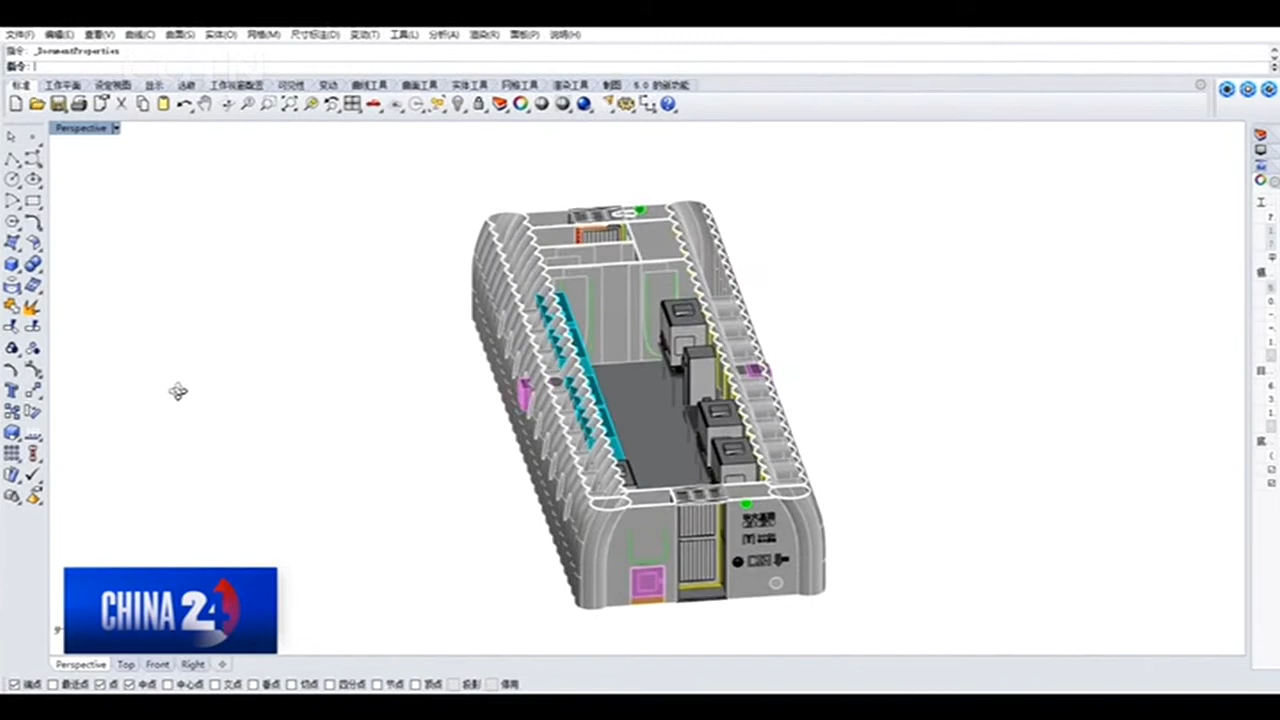 文件(F) 编辑(E) 查看(V) 曲线(C) 曲面(S) 实体(O) 网格(M) 尺寸标注(D) 变动(T) 工具(L) 分析(A) 渲染(R) 面板(P) 说明(H)
指令: _DocumentProperties
指令:
标准 工作平面 设定视图 显示 选取 工作视窗配置 可见性 变动 曲线工具 曲面工具 实体工具 网格工具 渲染工具 制图 5.0 的新功能
Perspective
CHINA 24
Perspective Top Front Right
端点 最近点 点 中点 中心点 交点 垂点 切点 四分点 节点 顶点 投影 停用